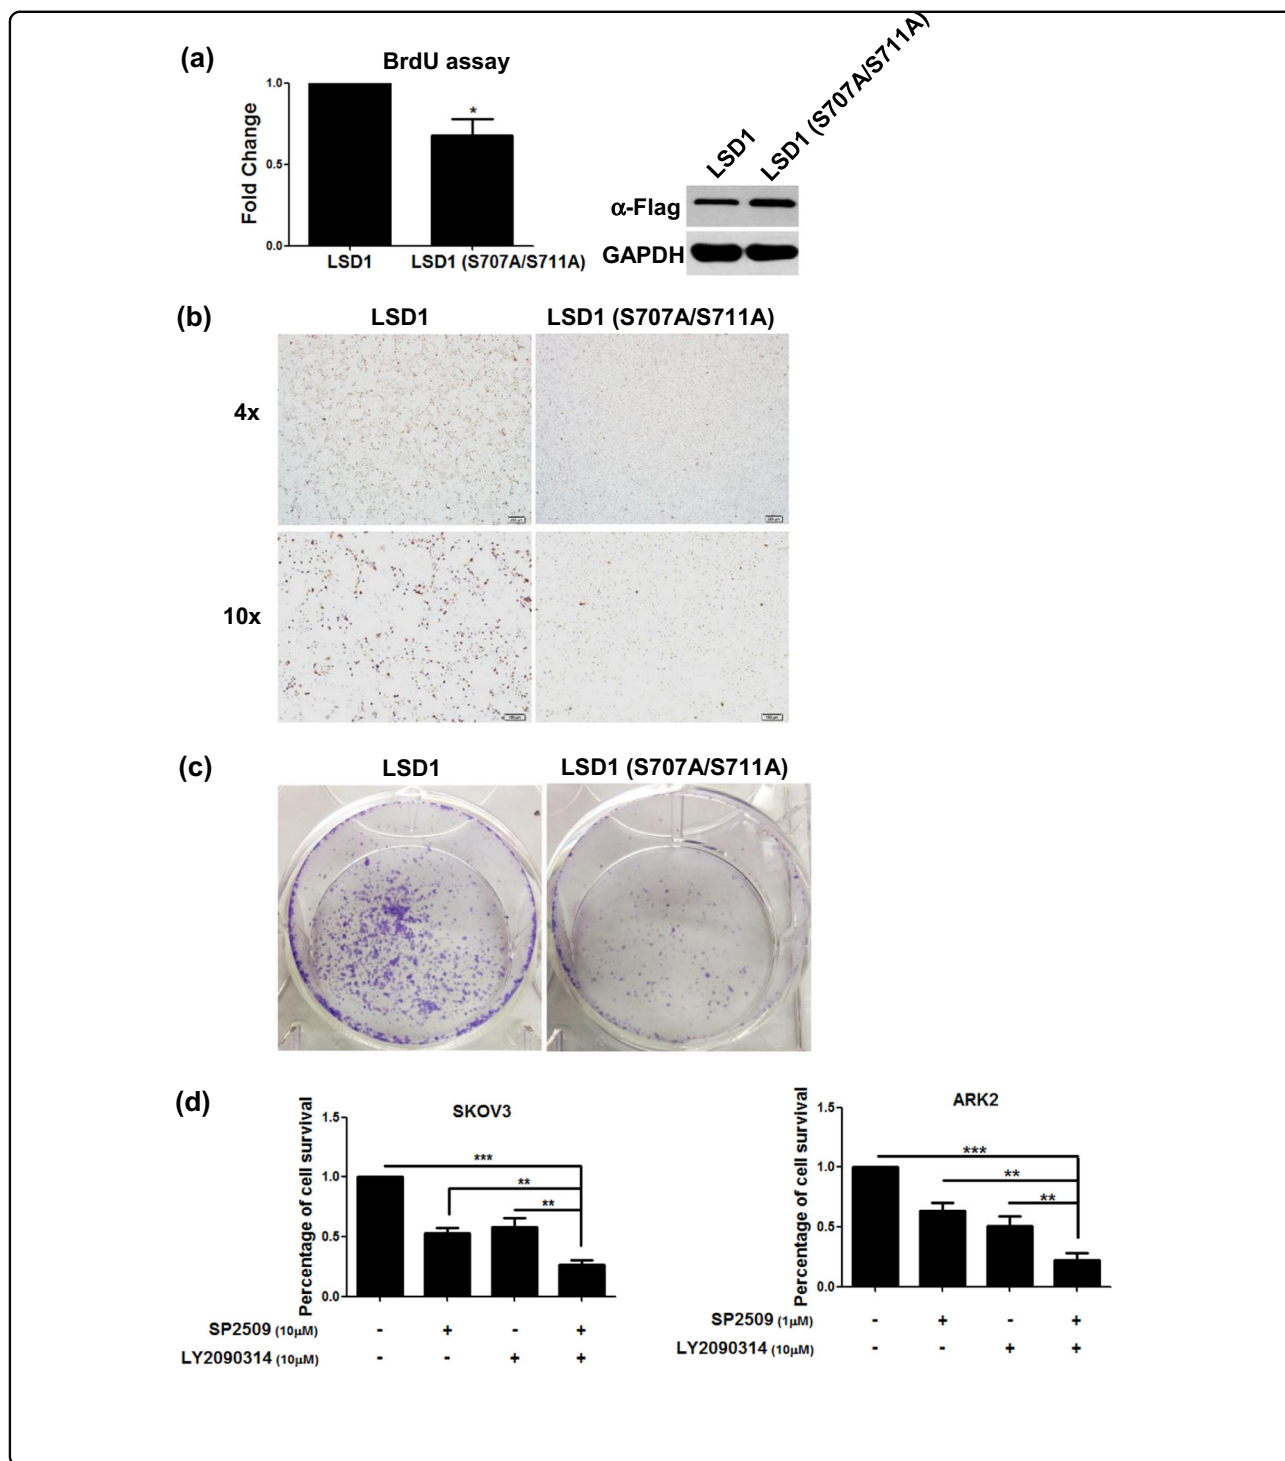 (a)
BrdU assay
Fold Change
1.0
0.5
0.0
*
LSD1
LSD1 (S707A/S711A)
LSD1
LSD1 (S707A/S711A)
α-Flag
GAPDH
(b)
LSD1
LSD1 (S707A/S711A)
4x
10x
(c)
LSD1
LSD1 (S707A/S711A)
(d)
SKOV3
Percentage of cell survival
1.5
1.0
0.5
0.0
***
**
**
SP2509 (10μM)
- + - +
LY2090314 (10μM)
- - + +
ARK2
Percentage of cell survival
1.5
1.0
0.5
0.0
***
**
**
SP2509 (1μM)
- + - +
LY2090314 (10μM)
- - + +